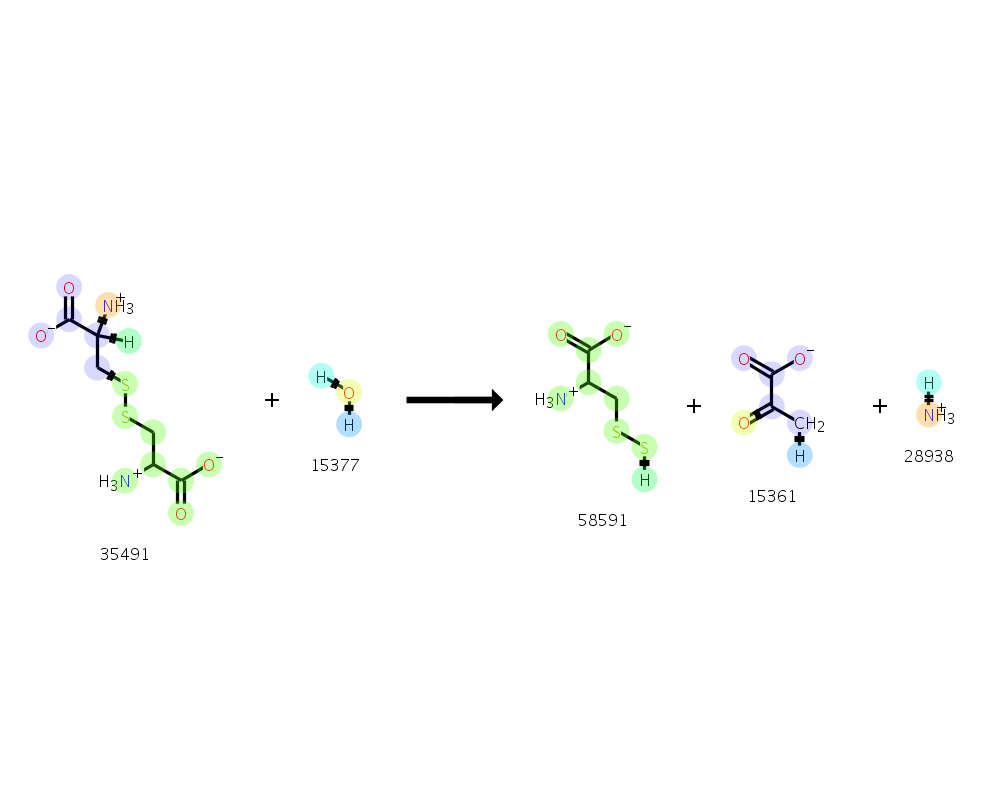 O
NH3+
O−
H
S
S
H3N+
O−
O
35491
+
H
O
H
15377
O
O−
H3N+
S
S
H
58591
+
O
O−
O
CH2
H
15361
+
H
NH3+
28938